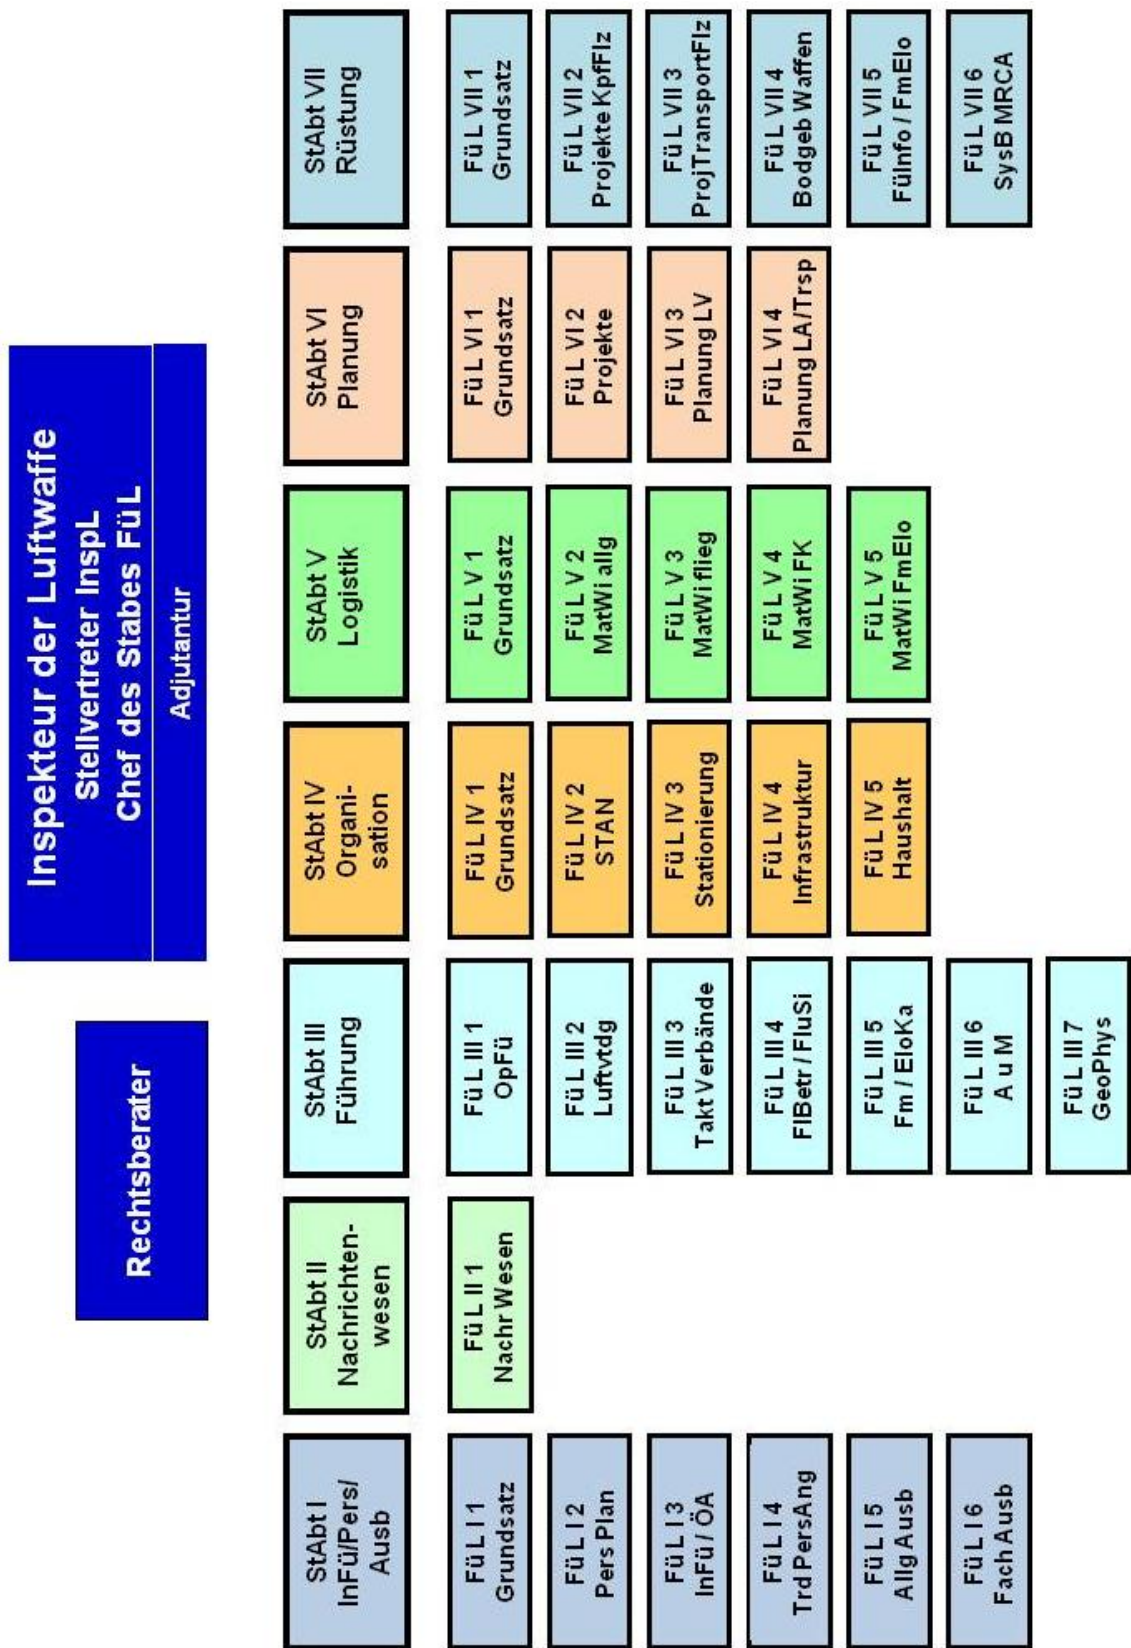 Inspekteur der Luftwaffe
Stellvertreter InspL
Chef des Stabes Fü L
Adjutantur
Rechtsberater
StAbt I
InFü/Pers/
Ausb
Fü L I 1
Grundsatz
Fü L I 2
Pers Plan
Fü L I 3
InFü / ÖA
Fü L I 4
Trd PersAng
Fü L I 5
Allg Ausb
Fü L I 6
Fach Ausb
StAbt II
Nachrichten-
wesen
Fü L II 1
Nachr Wesen
StAbt III
Führung
Fü L III 1
OpFü
Fü L III 2
Luftvtdg
Fü L III 3
Takt Verbände
Fü L III 4
FlBetr / FluSi
Fü L III 5
Fm / EloKa
Fü L III 6
A u M
Fü L III 7
GeoPhys
StAbt IV
Organi-
sation
Fü L IV 1
Grundsatz
Fü L IV 2
STAN
Fü L IV 3
Stationierung
Fü L IV 4
Infrastruktur
Fü L IV 5
Haushalt
StAbt V
Logistik
Fü L V 1
Grundsatz
Fü L V 2
MatWi allg
Fü L V 3
MatWi flieg
Fü L V 4
MatWi FK
Fü L V 5
MatWi FmElo
StAbt VI
Planung
Fü L VI 1
Grundsatz
Fü L VI 2
Projekte
Fü L VI 3
Planung LV
Fü L VI 4
Planung LA/Trsp
StAbt VII
Rüstung
Fü L VII 1
Grundsatz
Fü L VII 2
Projekte KpfFlz
Fü L VII 3
ProjTransportFlz
Fü L VII 4
Bodgeb Waffen
Fü L VII 5
FüInfo / FmElo
Fü L VII 6
SysB MRCA